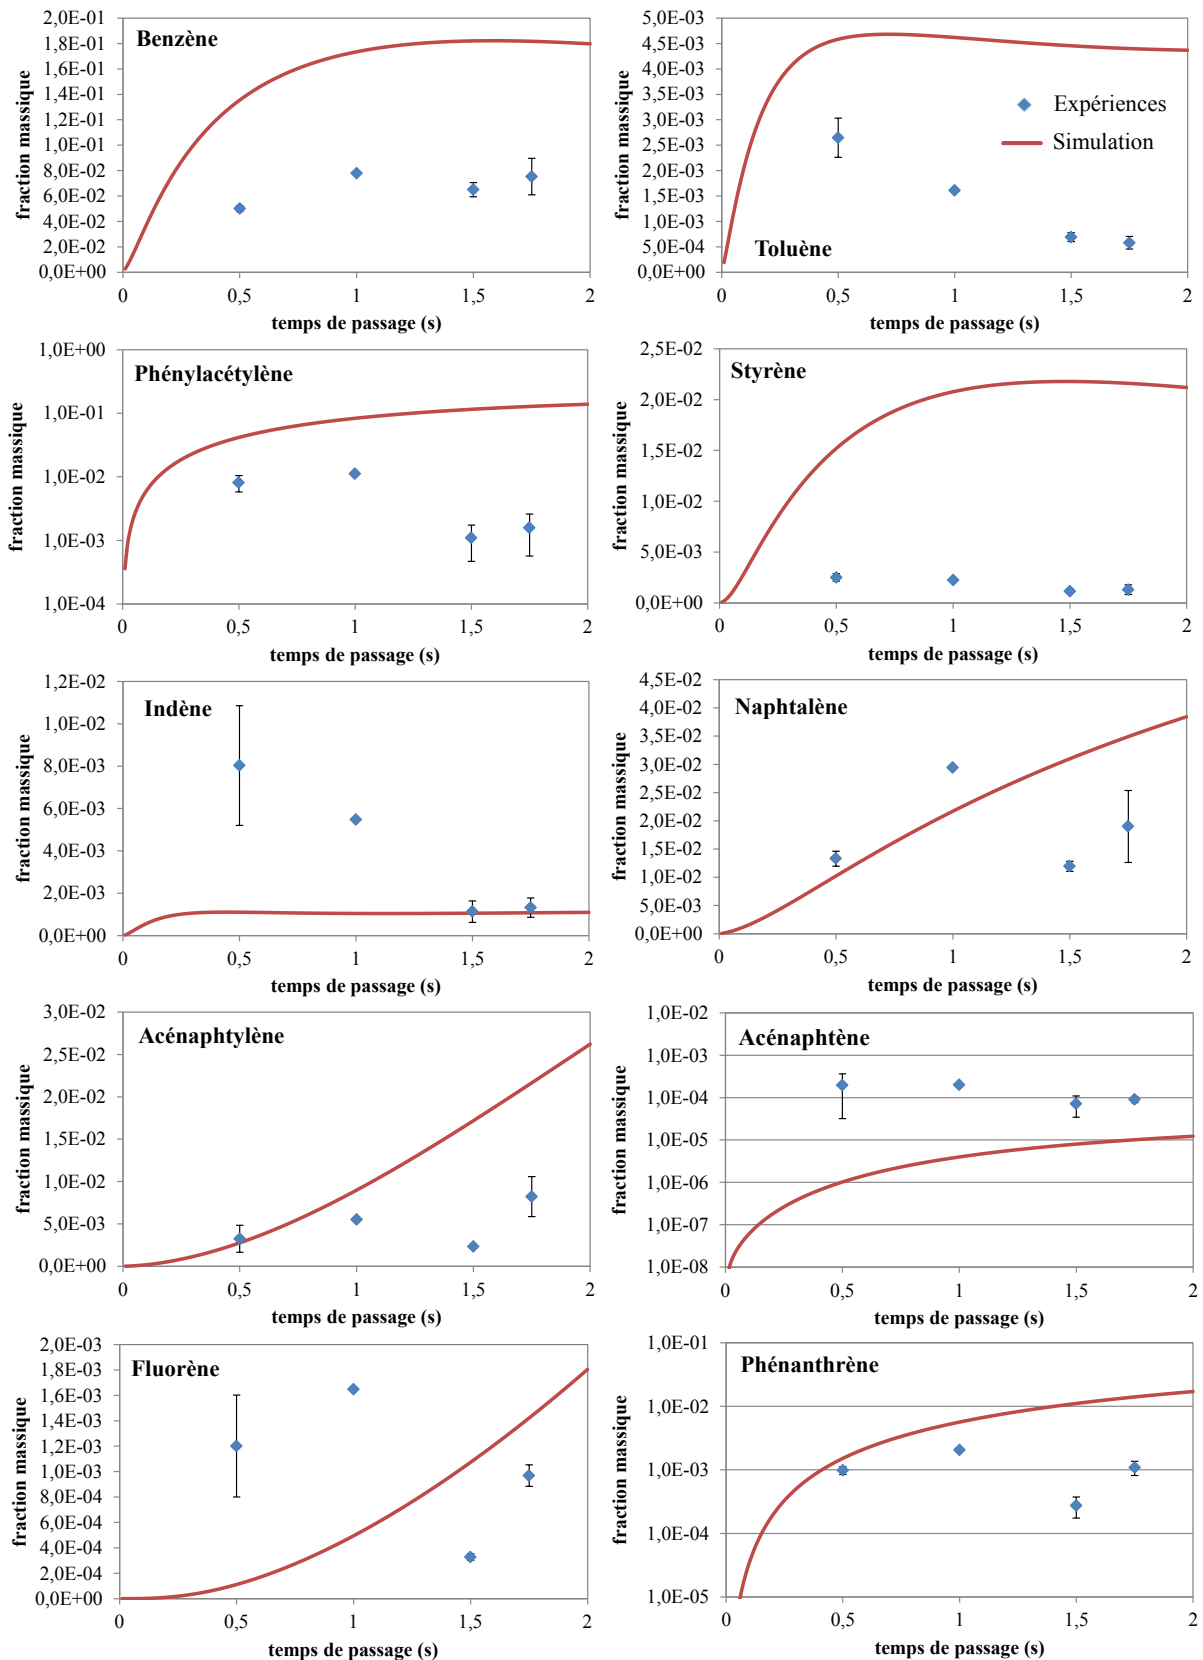 Benzène
fraction massique
2,0E-01
1,8E-01
1,6E-01
1,4E-01
1,2E-01
1,0E-01
8,0E-02
6,0E-02
4,0E-02
2,0E-02
0,0E+00
0 0,5 1 1,5 2
temps de passage (s)
Toluène
fraction massique
5,0E-03
4,5E-03
4,0E-03
3,5E-03
3,0E-03
2,5E-03
2,0E-03
1,5E-03
1,0E-03
5,0E-04
0,0E+00
Expériences
Simulation
0 0,5 1 1,5 2
temps de passage (s)
Phénylacétylène
fraction massique
1,0E+00
1,0E-01
1,0E-02
1,0E-03
1,0E-04
0 0,5 1 1,5 2
temps de passage (s)
Styrène
fraction massique
2,5E-02
2,0E-02
1,5E-02
1,0E-02
5,0E-03
0,0E+00
0 0,5 1 1,5 2
temps de passage (s)
Indène
fraction massique
1,2E-02
1,0E-02
8,0E-03
6,0E-03
4,0E-03
2,0E-03
0,0E+00
0 0,5 1 1,5 2
temps de passage (s)
Naphtalène
fraction massique
4,5E-02
4,0E-02
3,5E-02
3,0E-02
2,5E-02
2,0E-02
1,5E-02
1,0E-02
5,0E-03
0,0E+00
0 0,5 1 1,5 2
temps de passage (s)
Acénaphtylène
fraction massique
3,0E-02
2,5E-02
2,0E-02
1,5E-02
1,0E-02
5,0E-03
0,0E+00
0 0,5 1 1,5 2
temps de passage (s)
Acénaphtène
fraction massique
1,0E-02
1,0E-03
1,0E-04
1,0E-05
1,0E-06
1,0E-07
1,0E-08
0 0,5 1 1,5 2
temps de passage (s)
Fluorène
fraction massique
2,0E-03
1,8E-03
1,6E-03
1,4E-03
1,2E-03
1,0E-03
8,0E-04
6,0E-04
4,0E-04
2,0E-04
0,0E+00
0 0,5 1 1,5 2
temps de passage (s)
Phénanthrène
fraction massique
1,0E-01
1,0E-02
1,0E-03
1,0E-04
1,0E-05
0 0,5 1 1,5 2
temps de passage (s)